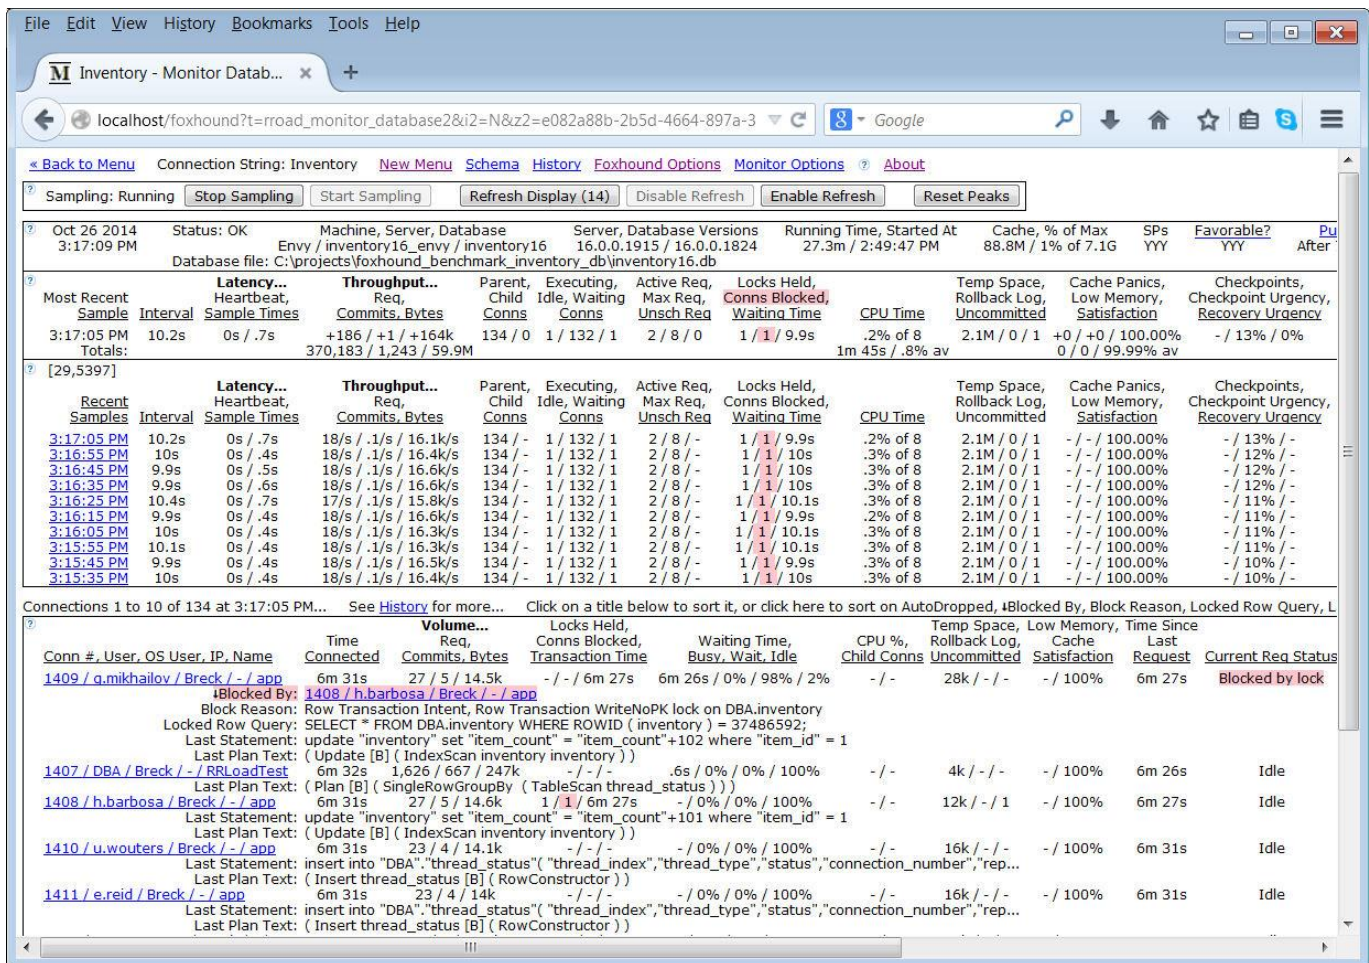 File Edit View History Bookmarks Tools Help
M Inventory - Monitor Datab... × +
localhost/foxhound?t=rroad_monitor_database2&i2=N&z2=e082a88b-2b5d-4664-897a-3 8 Google
« Back to Menu Connection String: Inventory New Menu Schema History Foxhound Options Monitor Options ? About
? Sampling: Running Stop Sampling Start Sampling Refresh Display (14) Disable Refresh Enable Refresh Reset Peaks
? Oct 26 2014 Status: OK Machine, Server, Database Server, Database Versions Running Time, Started At Cache, % of Max SPs Favorable? Pu
3:17:09 PM Envy / inventory16_envy / inventory16 16.0.0.1915 / 16.0.0.1824 27.3m / 2:49:47 PM 88.8M / 1% of 7.1G YYY YYY After
Database file: C:\projects\foxhound_benchmark_inventory_db\inventory16.db
? Latency... Throughput... Parent, Executing, Active Req, Locks Held, Temp Space, Cache Panics, Checkpoints,
Most Recent Heartbeat, Req, Child Idle, Waiting Max Req, Conns Blocked, Rollback Log, Low Memory, Checkpoint Urgency,
Sample Interval Sample Times Commits, Bytes Conns Conns Unsch Req Waiting Time CPU Time Uncommitted Satisfaction Recovery Urgency
3:17:05 PM 10.2s 0s / .7s +186 / +1 / +164k 134 / 0 1 / 132 / 1 2 / 8 / 0 1 / 1 / 9.9s .2% of 8 2.1M / 0 / 1 +0 / +0 / 100.00% - / 13% / 0%
Totals: 370,183 / 1,243 / 59.9M 1m 45s / .8% av 0 / 0 / 99.99% av
? [29,5397]
Latency... Throughput... Parent, Executing, Active Req, Locks Held, Temp Space, Cache Panics, Checkpoints,
Recent Heartbeat, Req, Child Idle, Waiting Max Req, Conns Blocked, Rollback Log, Low Memory, Checkpoint Urgency,
Samples Interval Sample Times Commits, Bytes Conns Conns Unsch Req Waiting Time CPU Time Uncommitted Satisfaction Recovery Urgency
3:17:05 PM 10.2s 0s / .7s 18/s / .1/s / 16.1k/s 134 / - 1 / 132 / 1 2 / 8 / - 1 / 1 / 9.9s .2% of 8 2.1M / 0 / 1 - / - / 100.00% - / 13% / -
3:16:55 PM 10s 0s / .4s 18/s / .1/s / 16.4k/s 134 / - 1 / 132 / 1 2 / 8 / - 1 / 1 / 10s .3% of 8 2.1M / 0 / 1 - / - / 100.00% - / 12% / -
3:16:45 PM 9.9s 0s / .5s 18/s / .1/s / 16.6k/s 134 / - 1 / 132 / 1 2 / 8 / - 1 / 1 / 10s .3% of 8 2.1M / 0 / 1 - / - / 100.00% - / 12% / -
3:16:35 PM 9.9s 0s / .6s 18/s / .1/s / 16.6k/s 134 / - 1 / 132 / 1 2 / 8 / - 1 / 1 / 9.9s .3% of 8 2.1M / 0 / 1 - / - / 100.00% - / 12% / -
3:16:25 PM 10.4s 0s / .7s 17/s / .1/s / 15.8k/s 134 / - 1 / 132 / 1 2 / 8 / - 1 / 1 / 10.1s .3% of 8 2.1M / 0 / 1 - / - / 100.00% - / 11% / -
3:16:15 PM 9.9s 0s / .4s 18/s / .1/s / 16.6k/s 134 / - 1 / 132 / 1 2 / 8 / - 1 / 1 / 9.9s .3% of 8 2.1M / 0 / 1 - / - / 100.00% - / 11% / -
3:16:05 PM 10s 0s / .4s 18/s / .1/s / 16.4k/s 134 / - 1 / 132 / 1 2 / 8 / - 1 / 1 / 10.1s .3% of 8 2.1M / 0 / 1 - / - / 100.00% - / 11% / -
3:15:55 PM 10.1s 0s / .4s 18/s / .1/s / 16.3k/s 134 / - 1 / 132 / 1 2 / 8 / - 1 / 1 / 10.1s .3% of 8 2.1M / 0 / 1 - / - / 100.00% - / 11% / -
3:15:45 PM 9.9s 0s / .4s 18/s / .1/s / 16.5k/s 134 / - 1 / 132 / 1 2 / 8 / - 1 / 1 / 9.9s .3% of 8 2.1M / 0 / 1 - / - / 100.00% - / 10% / -
3:15:35 PM 10s 0s / .4s 18/s / .1/s / 16.4k/s 134 / - 1 / 132 / 1 2 / 8 / - 1 / 1 / 10s .3% of 8 2.1M / 0 / 1 - / - / 100.00% - / 10% / -
Connections 1 to 10 of 134 at 3:17:05 PM... See History for more... Click on a title below to sort it, or click here to sort on AutoDropped, ↓Blocked By, Block Reason, Locked Row Query, L
? Volume... Locks Held, Temp Space, Low Memory, Time Since
Time Req, Conns Blocked, Waiting Time, CPU %, Rollback Log, Cache Last
Conn #, User, OS User, IP, Name Connected Commits, Bytes Transaction Time Busy, Wait, Idle Child Conns Uncommitted Satisfaction Request Current Req Status
1409 / q.mikhailov / Breck / - / app 6m 31s 27 / 5 / 14.5k - / - / 6m 27s 6m 26s / 0% / 98% / 2% - / - 28k / - / - - / 100% 6m 27s Blocked by lock
↓Blocked By: 1408 / h.barbosa / Breck / - / app
Block Reason: Row Transaction Intent, Row Transaction WriteNoPK lock on DBA.inventory
Locked Row Query: SELECT * FROM DBA.inventory WHERE ROWID ( inventory ) = 37486592;
Last Statement: update "inventory" set "item_count" = "item_count"+102 where "item_id" = 1
Last Plan Text: ( Update [B] ( IndexScan inventory inventory ) )
1407 / DBA / Breck / - / RRLoadTest 6m 32s 1,626 / 667 / 247k - / - / - .6s / 0% / 0% / 100% - / - 4k / - / - - / 100% 6m 26s Idle
Last Plan Text: ( Plan [B] ( SingleRowGroupBy ( TableScan thread_status ) ) )
1408 / h.barbosa / Breck / - / app 6m 31s 27 / 5 / 14.6k 1 / 1 / 6m 27s - / 0% / 0% / 100% - / - 12k / - / 1 - / 100% 6m 27s Idle
Last Statement: update "inventory" set "item_count" = "item_count"+101 where "item_id" = 1
Last Plan Text: ( Update [B] ( IndexScan inventory inventory ) )
1410 / u.wouters / Breck / - / app 6m 31s 23 / 4 / 14.1k - / - / - - / 0% / 0% / 100% - / - 16k / - / - - / 100% 6m 31s Idle
Last Statement: insert into "DBA"."thread_status"( "thread_index","thread_type","status","connection_number","rep...
Last Plan Text: ( Insert thread_status [B] ( RowConstructor ) )
1411 / e.reid / Breck / - / app 6m 31s 23 / 4 / 14k - / - / - - / 0% / 0% / 100% - / - 16k / - / - - / 100% 6m 31s Idle
Last Statement: insert into "DBA"."thread_status"( "thread_index","thread_type","status","connection_number","rep...
Last Plan Text: ( Insert thread_status [B] ( RowConstructor ) )